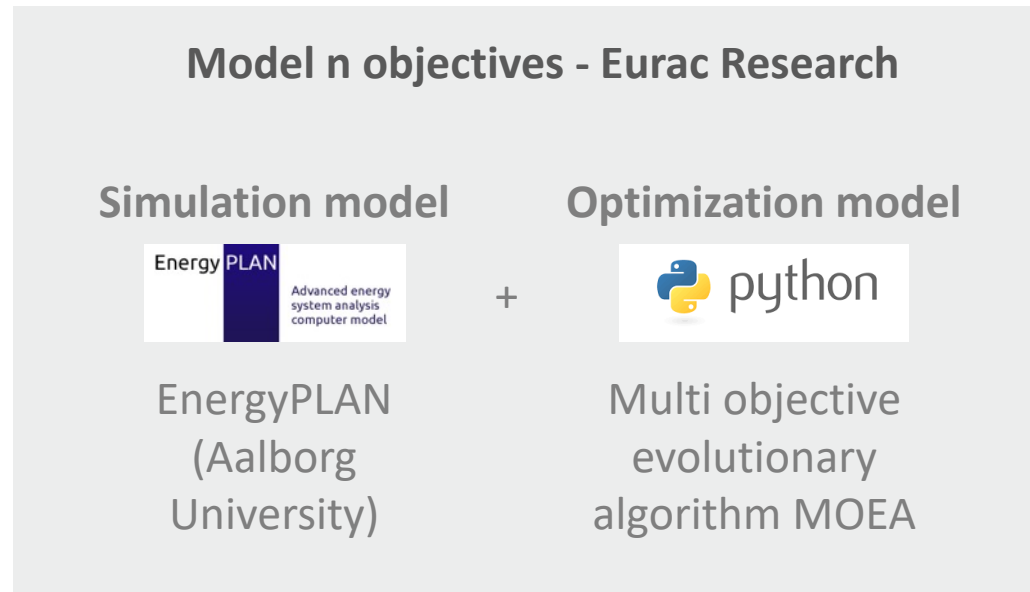 Model n objectives - Eurac Research
Simulation model
Optimization model
Energy PLAN
Advanced energy
system analysis
computer model
+
python
EnergyPLAN
(Aalborg
University)
Multi objective
evolutionary
algorithm MOEA